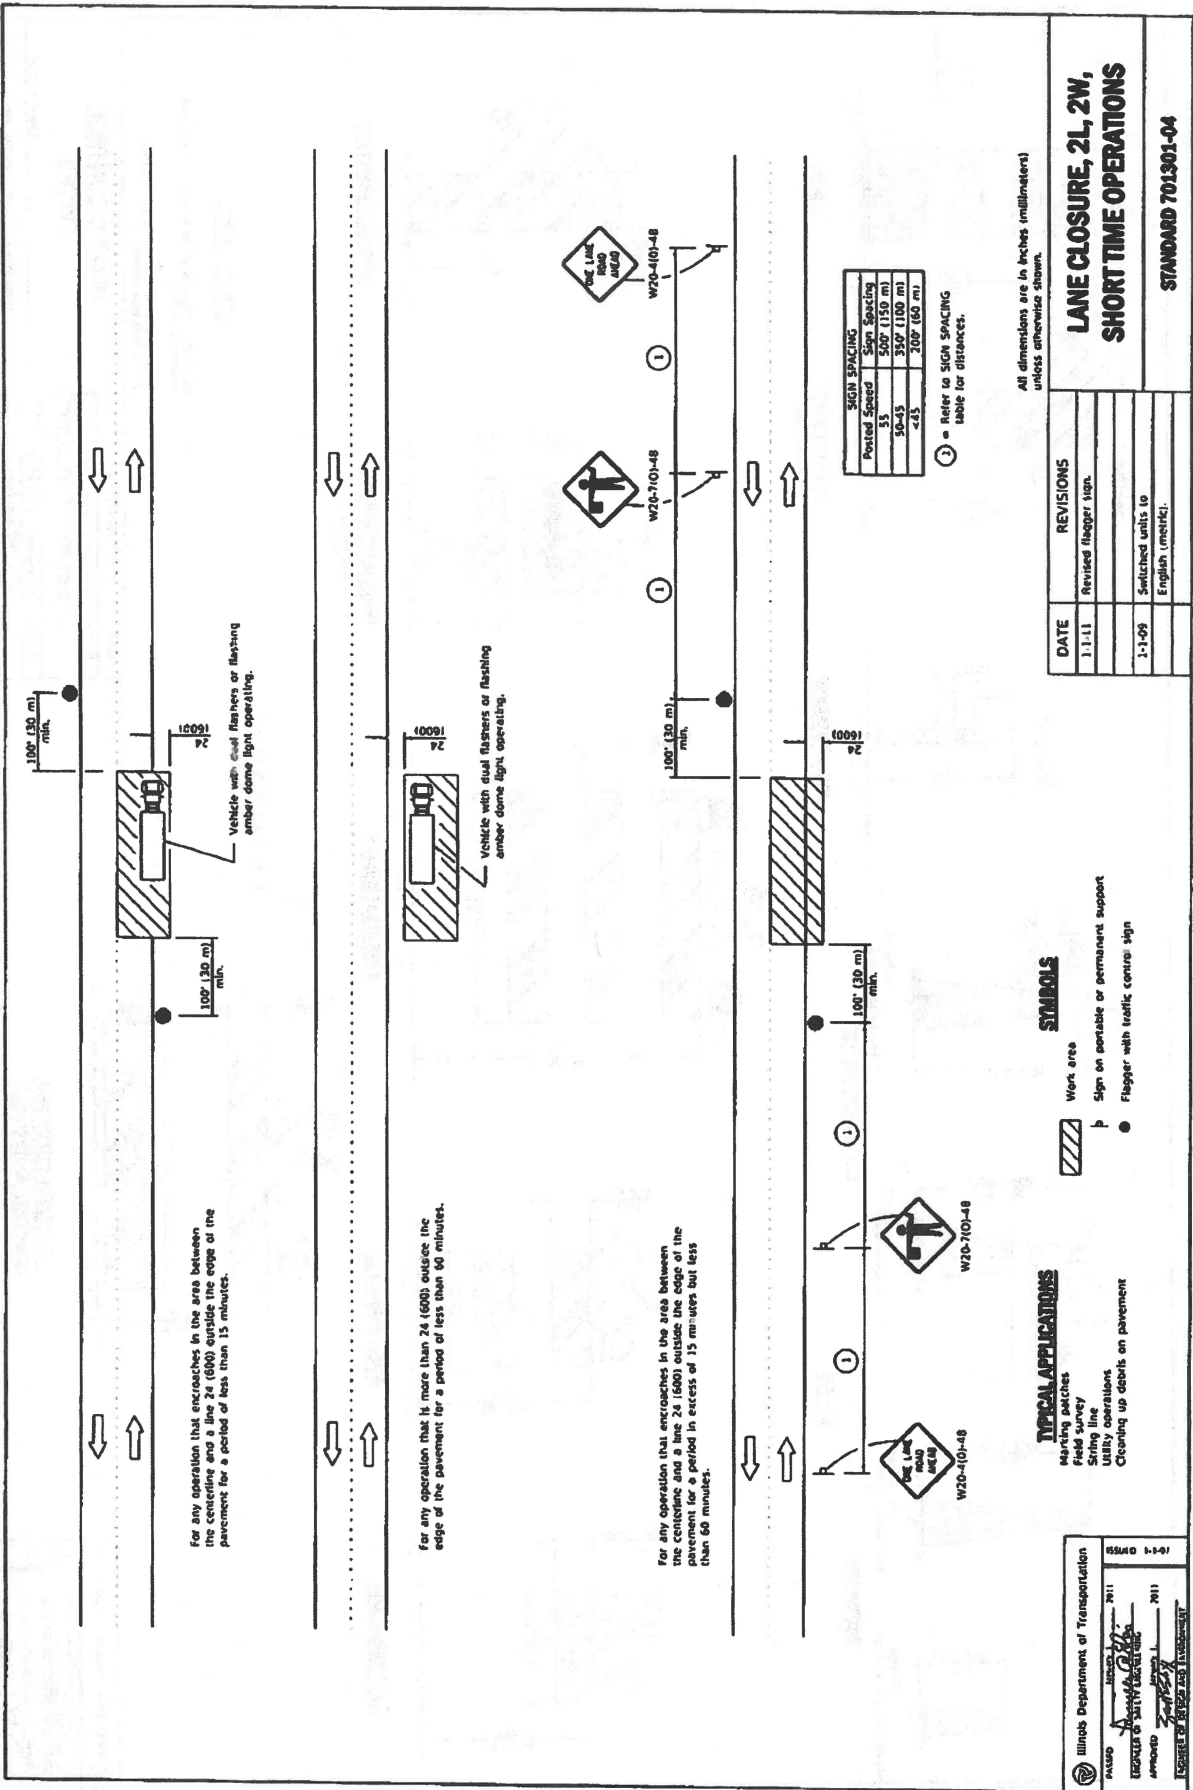 100' (30 m)
min.
24
(600)
100' (30 m)
min.
Vehicle with dual flashers or flashing
amber dome light operating.
For any operation that encroaches in the area between
the centerline and a line 24 (600) outside the edge of the
pavement for a period of less than 15 minutes.
24
(600)
Vehicle with dual flashers or flashing
amber dome light operating.
For any operation that is more than 24 (600) outside the
edge of the pavement for a period of less than 60 minutes.
ONE LANE
ROAD
AHEAD
W20-4(O)-48
W20-7(O)-48
1
1
100' (30 m)
min.
24
(600)
100' (30 m)
min.
For any operation that encroaches in the area between
the centerline and a line 24 (600) outside the edge of the
pavement for a period in excess of 15 minutes but less
than 60 minutes.
1
1
W20-7(O)-48
ONE LANE
ROAD
AHEAD
W20-4(O)-48
SIGN SPACING
Posted Speed Sign Spacing
55 500' (150 m)
50-45 350' (100 m)
<45 200' (60 m)
1 = Refer to SIGN SPACING
table for distances.
TYPICAL APPLICATIONS
Marking patches
Field survey
String line
Utility operations
Cleaning up debris on pavement
SYMBOLS
Work area
Sign on portable or permanent support
Flagger with traffic control sign
All dimensions are in inches (millimeters)
unless otherwise shown.
Illinois Department of Transportation
PASSED 2011
ENGINEER OF SAFETY ENGINEERING
APPROVED 2011
ENGINEER OF DESIGN AND ENVIRONMENT
ISSUED 1-1-97
DATE REVISIONS
1-1-11 Revised flagger sign.
1-1-09 Switched units to
English (metric).
LANE CLOSURE, 2L, 2W,
SHORT TIME OPERATIONS
STANDARD 701301-04